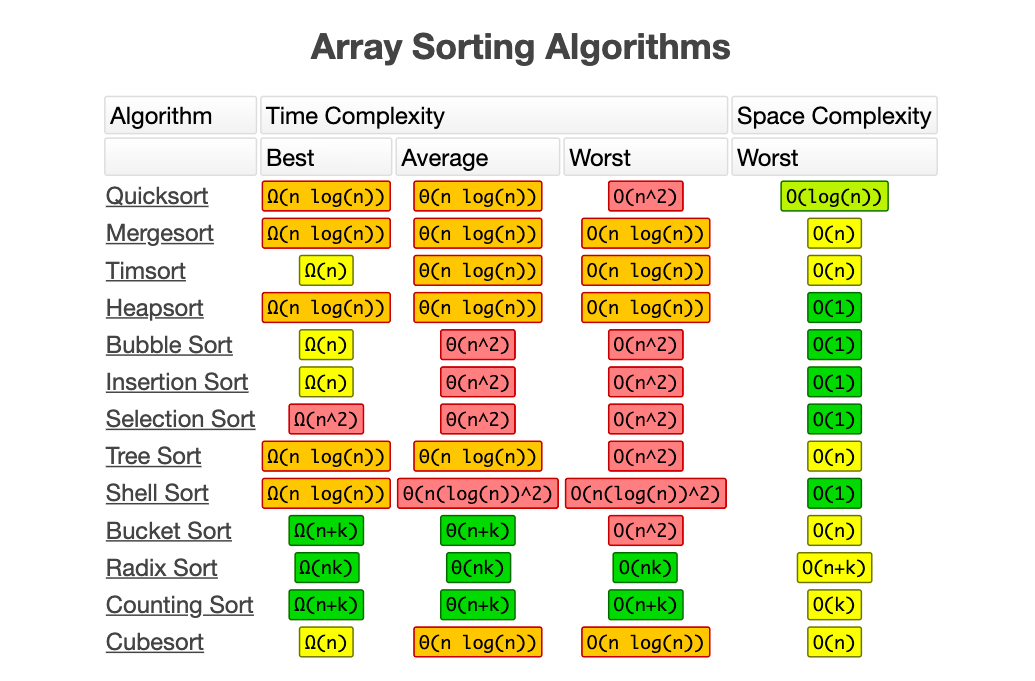 Array Sorting Algorithms
Algorithm Time Complexity Space Complexity
Best Average Worst Worst
Quicksort Ω(n log(n)) θ(n log(n)) O(n^2) O(log(n))
Mergesort Ω(n log(n)) θ(n log(n)) O(n log(n)) O(n)
Timsort Ω(n) θ(n log(n)) O(n log(n)) O(n)
Heapsort Ω(n log(n)) θ(n log(n)) O(n log(n)) O(1)
Bubble Sort Ω(n) θ(n^2) O(n^2) O(1)
Insertion Sort Ω(n) θ(n^2) O(n^2) O(1)
Selection Sort Ω(n^2) θ(n^2) O(n^2) O(1)
Tree Sort Ω(n log(n)) θ(n log(n)) O(n^2) O(n)
Shell Sort Ω(n log(n)) θ(n(log(n))^2) O(n(log(n))^2) O(1)
Bucket Sort Ω(n+k) θ(n+k) O(n^2) O(n)
Radix Sort Ω(nk) θ(nk) O(nk) O(n+k)
Counting Sort Ω(n+k) θ(n+k) O(n+k) O(k)
Cubesort Ω(n) θ(n log(n)) O(n log(n)) O(n)